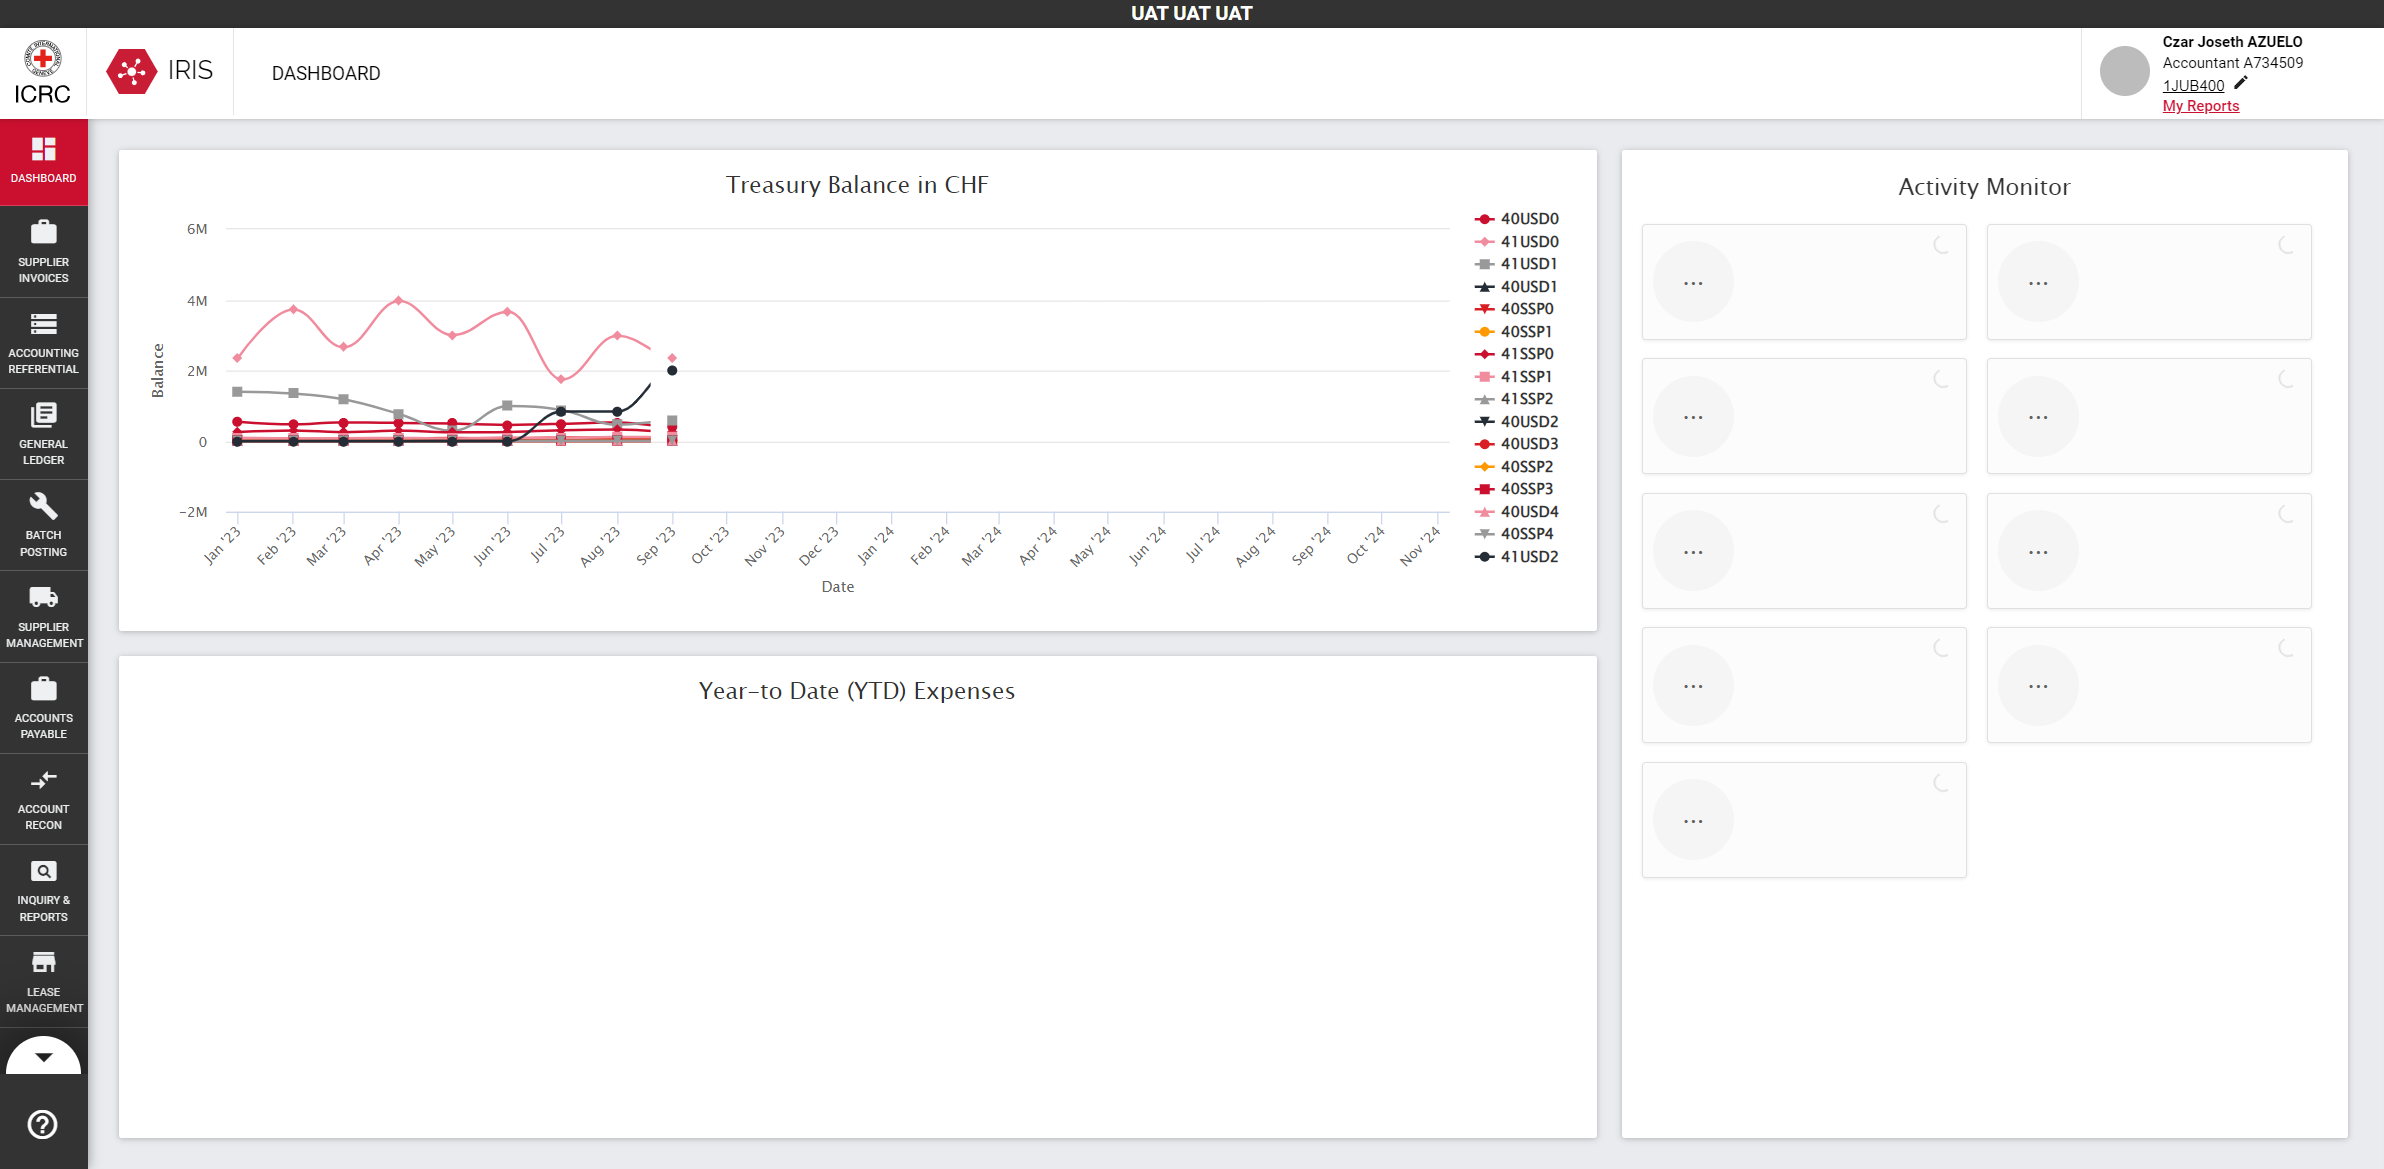 UAT UAT UAT
COMITE INTERNATIONAL GENEVE
ICRC
IRIS
DASHBOARD
Czar Joseth AZUELO
Accountant A734509
1JUB400
My Reports
DASHBOARD
SUPPLIER
INVOICES
ACCOUNTING
REFERENTIAL
GENERAL
LEDGER
BATCH
POSTING
SUPPLIER
MANAGEMENT
ACCOUNTS
PAYABLE
ACCOUNT
RECON
INQUIRY &
REPORTS
LEASE
MANAGEMENT
?
Treasury Balance in CHF
Balance
6M
4M
2M
0
-2M
Jan '23
Feb '23
Mar '23
Apr '23
May '23
Jun '23
Jul '23
Aug '23
Sep '23
Oct '23
Nov '23
Dec '23
Jan '24
Feb '24
Mar '24
Apr '24
May '24
Jun '24
Jul '24
Aug '24
Sep '24
Oct '24
Nov '24
Date
40USD0
41USD0
41USD1
40USD1
40SSP0
40SSP1
41SSP0
41SSP1
41SSP2
40USD2
40USD3
40SSP2
40SSP3
40USD4
40SSP4
41USD2
Year-to Date (YTD) Expenses
Activity Monitor
...
...
...
...
...
...
...
...
...